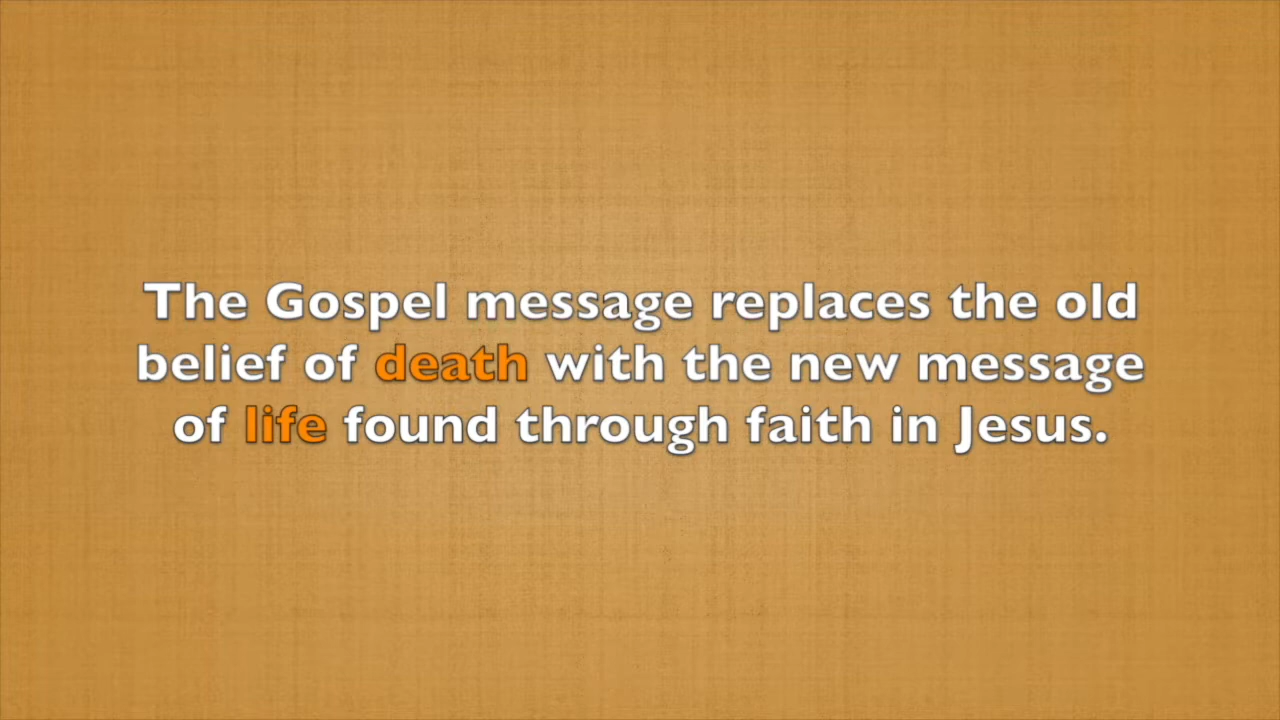 The Gospel message replaces the old
belief of death with the new message
of life found through faith in Jesus.